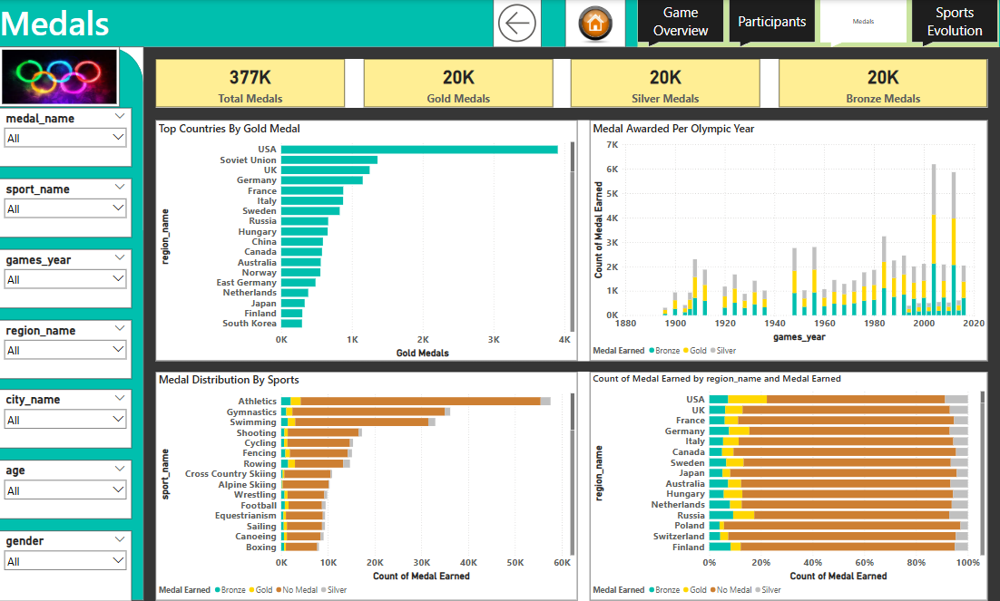 Medals
Game
Overview
Participants
Medals
Sports
Evolution
377K
Total Medals
20K
Gold Medals
20K
Silver Medals
20K
Bronze Medals
medal_name
All
sport_name
All
games_year
All
region_name
All
city_name
All
age
All
gender
All
Top Countries By Gold Medal
region_name
USA
Soviet Union
UK
Germany
France
Italy
Sweden
Russia
Hungary
China
Canada
Australia
Norway
East Germany
Netherlands
Japan
Finland
South Korea
0K 1K 2K 3K 4K
Gold Medals
Medal Awarded Per Olympic Year
Count of Medal Earned
7K
6K
5K
4K
3K
2K
1K
0K
1880 1900 1920 1940 1960 1980 2000 2020
games_year
Medal Earned Bronze Gold Silver
Medal Distribution By Sports
sport_name
Athletics
Gymnastics
Swimming
Shooting
Cycling
Fencing
Rowing
Cross Country Skiing
Alpine Skiing
Wrestling
Football
Equestrianism
Sailing
Canoeing
Boxing
0K 10K 20K 30K 40K 50K 60K
Count of Medal Earned
Medal Earned Bronze Gold No Medal Silver
Count of Medal Earned by region_name and Medal Earned
region_name
USA
UK
France
Germany
Italy
Canada
Sweden
Japan
Australia
Hungary
Netherlands
Russia
Poland
Switzerland
Finland
0% 20% 40% 60% 80% 100%
Count of Medal Earned
Medal Earned Bronze Gold No Medal Silver